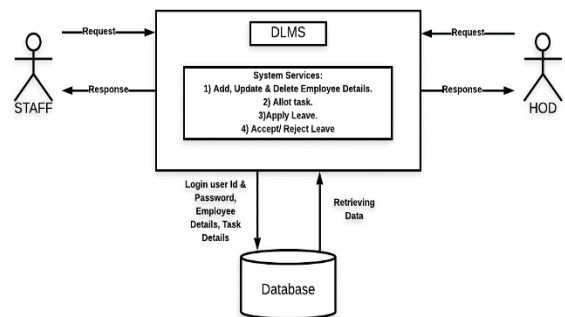 DLMS
Request
Request
System Services:
1) Add, Update & Delete Employee Details.
2) Allot task.
3)Apply Leave.
4) Accept/ Reject Leave
Response
Response
STAFF
HOD
Login user Id &
Password,
Employee
Details, Task
Details
Retrieving
Data
Database